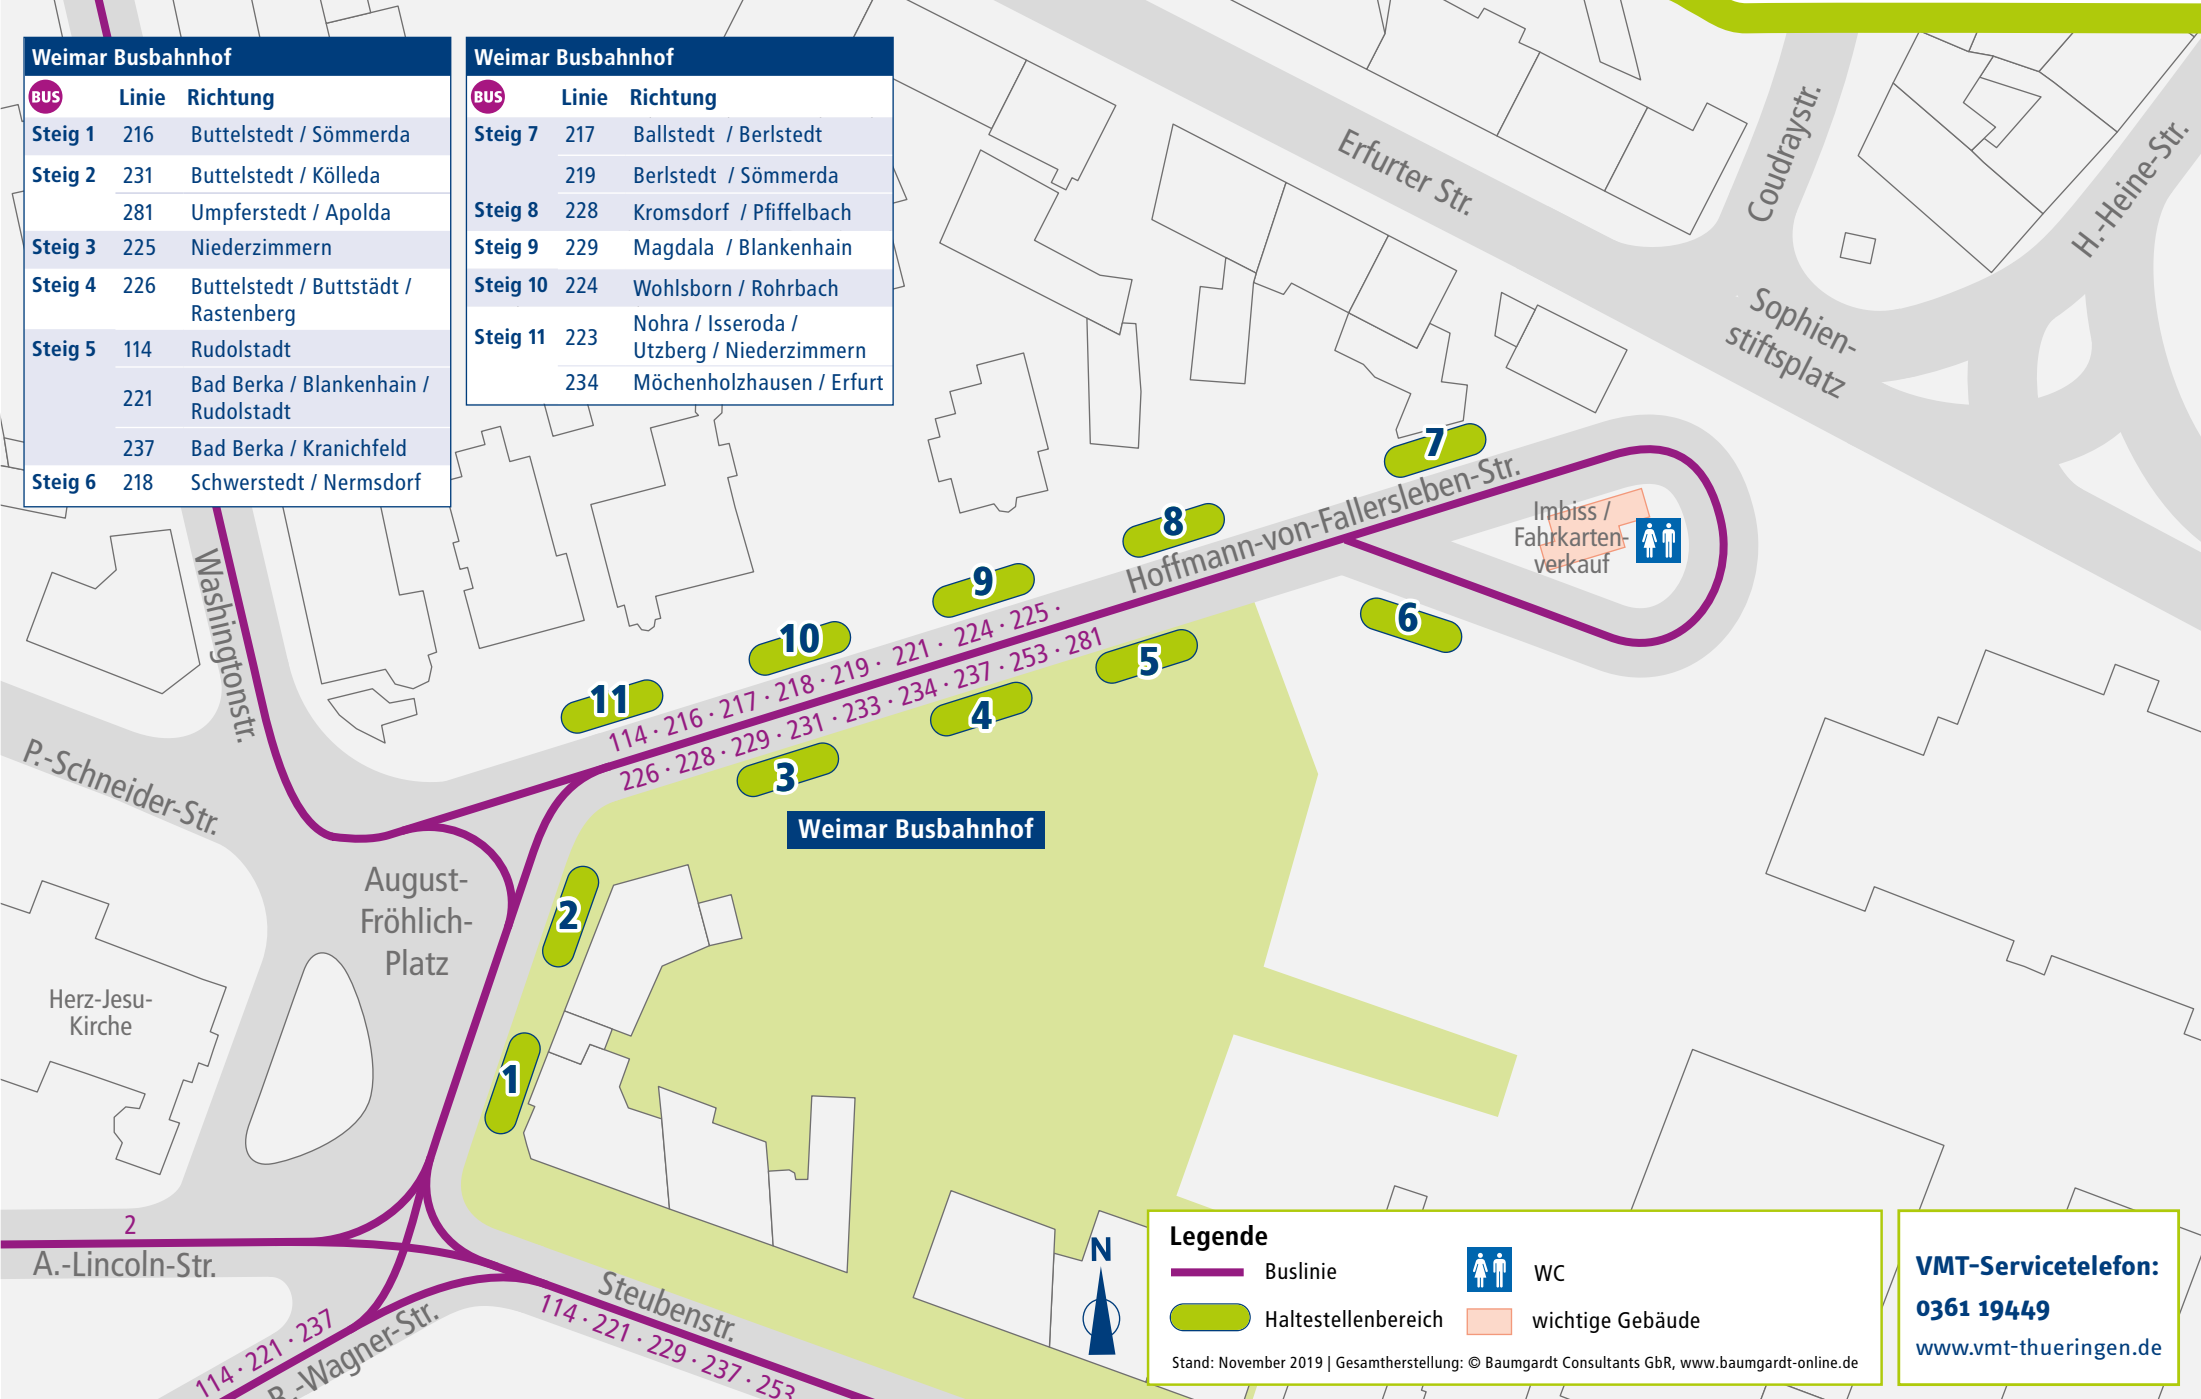 Weimar Busbahnhof
BUS Linie Richtung
Steig 1 216 Buttelstedt / Sömmerda
Steig 2 231 Buttelstedt / Kölleda
281 Umpferstedt / Apolda
Steig 3 225 Niederzimmern
Steig 4 226 Buttelstedt / Buttstädt /
Rastenberg
Steig 5 114 Rudolstadt
221 Bad Berka / Blankenhain /
Rudolstadt
237 Bad Berka / Kranichfeld
Steig 6 218 Schwerstedt / Nermsdorf
Weimar Busbahnhof
BUS Linie Richtung
Steig 7 217 Ballstedt / Berlstedt
219 Berlstedt / Sömmerda
Steig 8 228 Kromsdorf / Pfiffelbach
Steig 9 229 Magdala / Blankenhain
Steig 10 224 Wohlsborn / Rohrbach
Steig 11 223 Nohra / Isseroda /
Utzberg / Niederzimmern
234 Möchenholzhausen / Erfurt
Erfurter Str.
Coudraystr.
H.-Heine-Str.
Sophien-
stiftsplatz
7
Hoffmann-von-Fallersleben-Str.
8
Imbiss /
Fahrkarten-
verkauf
9
6
10
5
11
4
114 · 216 · 217 · 218 · 219 · 221 · 224 · 225 ·
226 · 228 · 229 · 231 · 233 · 234 · 237 · 253 · 281
3
Washingtonstr.
P.-Schneider-Str.
Weimar Busbahnhof
August-
Fröhlich-
Platz
2
Herz-Jesu-
Kirche
1
2
A.-Lincoln-Str.
Steubenstr.
114 · 221 · 229 · 237 · 253
114 · 221 · 237
R.-Wagner-Str.
N
Legende
Buslinie
WC
Haltestellenbereich
wichtige Gebäude
Stand: November 2019 | Gesamtherstellung: © Baumgardt Consultants GbR, www.baumgardt-online.de
VMT-Servicetelefon:
0361 19449
www.vmt-thueringen.de